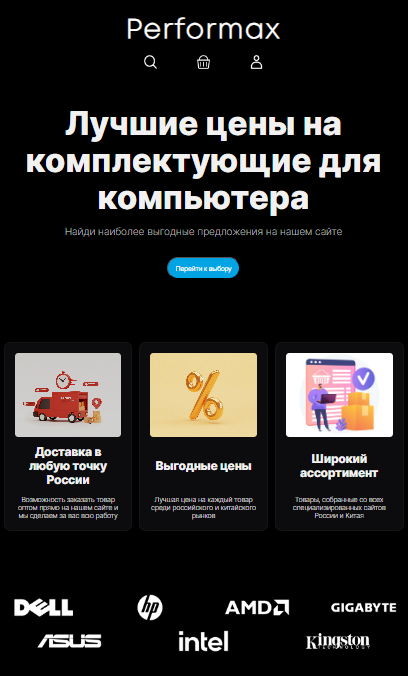 Performax
Лучшие цены на
комплектующие для
компьютера
Найди наиболее выгодные предложения на нашем сайте
Перейти к выбору
Доставка в
любую точку
России
Возможность заказать товар
оптом прямо на нашем сайте и
мы сделаем за вас всю работу
Выгодные цены
Лучшая цена на каждый товар
среди российского и китайского
рынков
Широкий
ассортимент
Товары, собранные со всех
специализированных сайтов
России и Китая
DELL
hp
AMD
GIGABYTE
ASUS
intel
Kingston
TECHNOLOGY